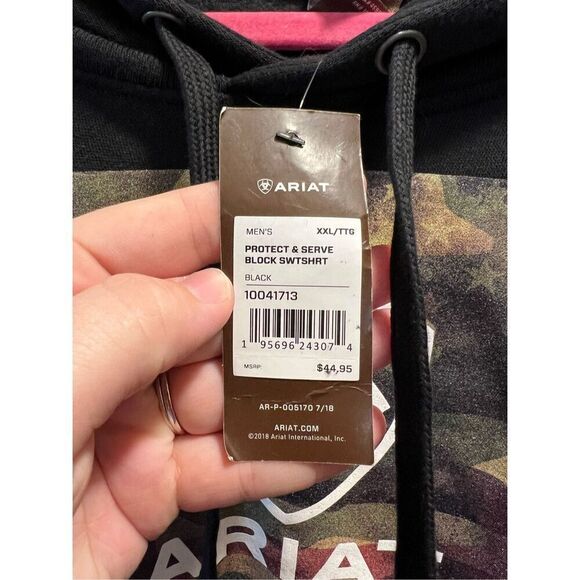 ARIAT
MEN'S XXL/TTG
PROTECT & SERVE
BLOCK SWTSHRT
BLACK
10041713
1 95696 24307 4
MSRP: $44.95
AR-P-005170 7/18
ARIAT.COM
©2018 Ariat International, Inc.
ARIAT